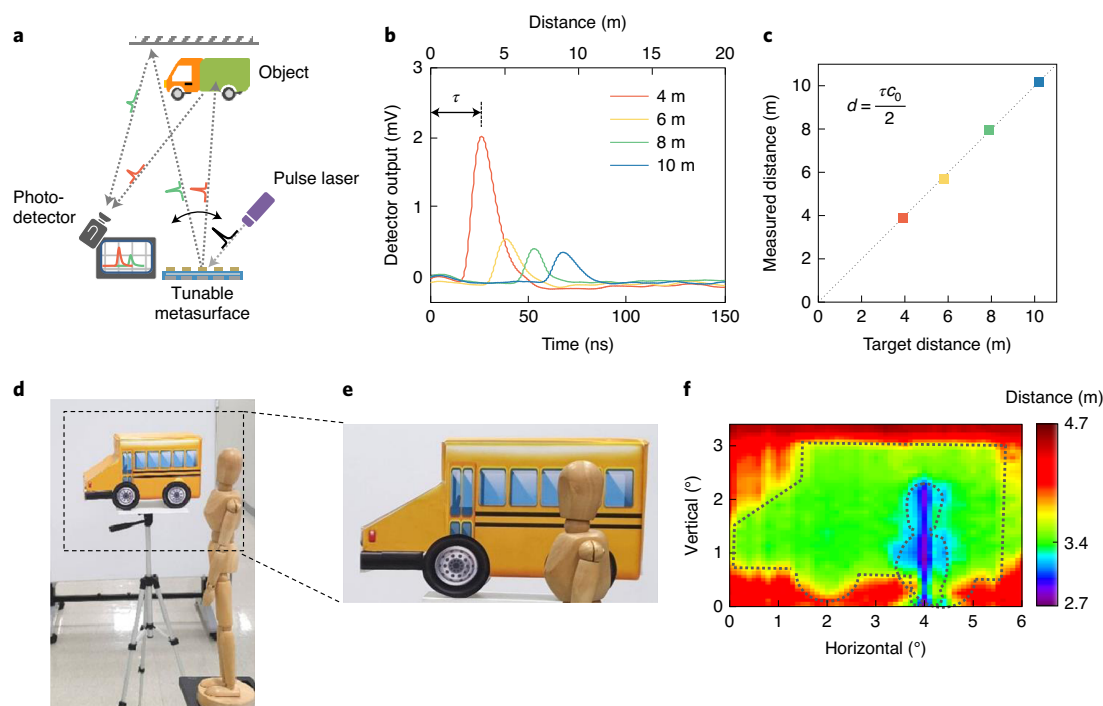 a
Object
Pulse laser
Photo-
detector
Tunable
metasurface
b
Distance (m)
0 5 10 15 20
3
2
1
0
Detector output (mV)
τ
4 m
6 m
8 m
10 m
0 50 100 150
Time (ns)
c
10
8
6
4
2
0
Measured distance (m)
d = τc₀/2
0 2 4 6 8 10
Target distance (m)
d
e
f
Distance (m)
4.7
3.4
2.7
3
2
1
0
Vertical (°)
0 1 2 3 4 5 6
Horizontal (°)